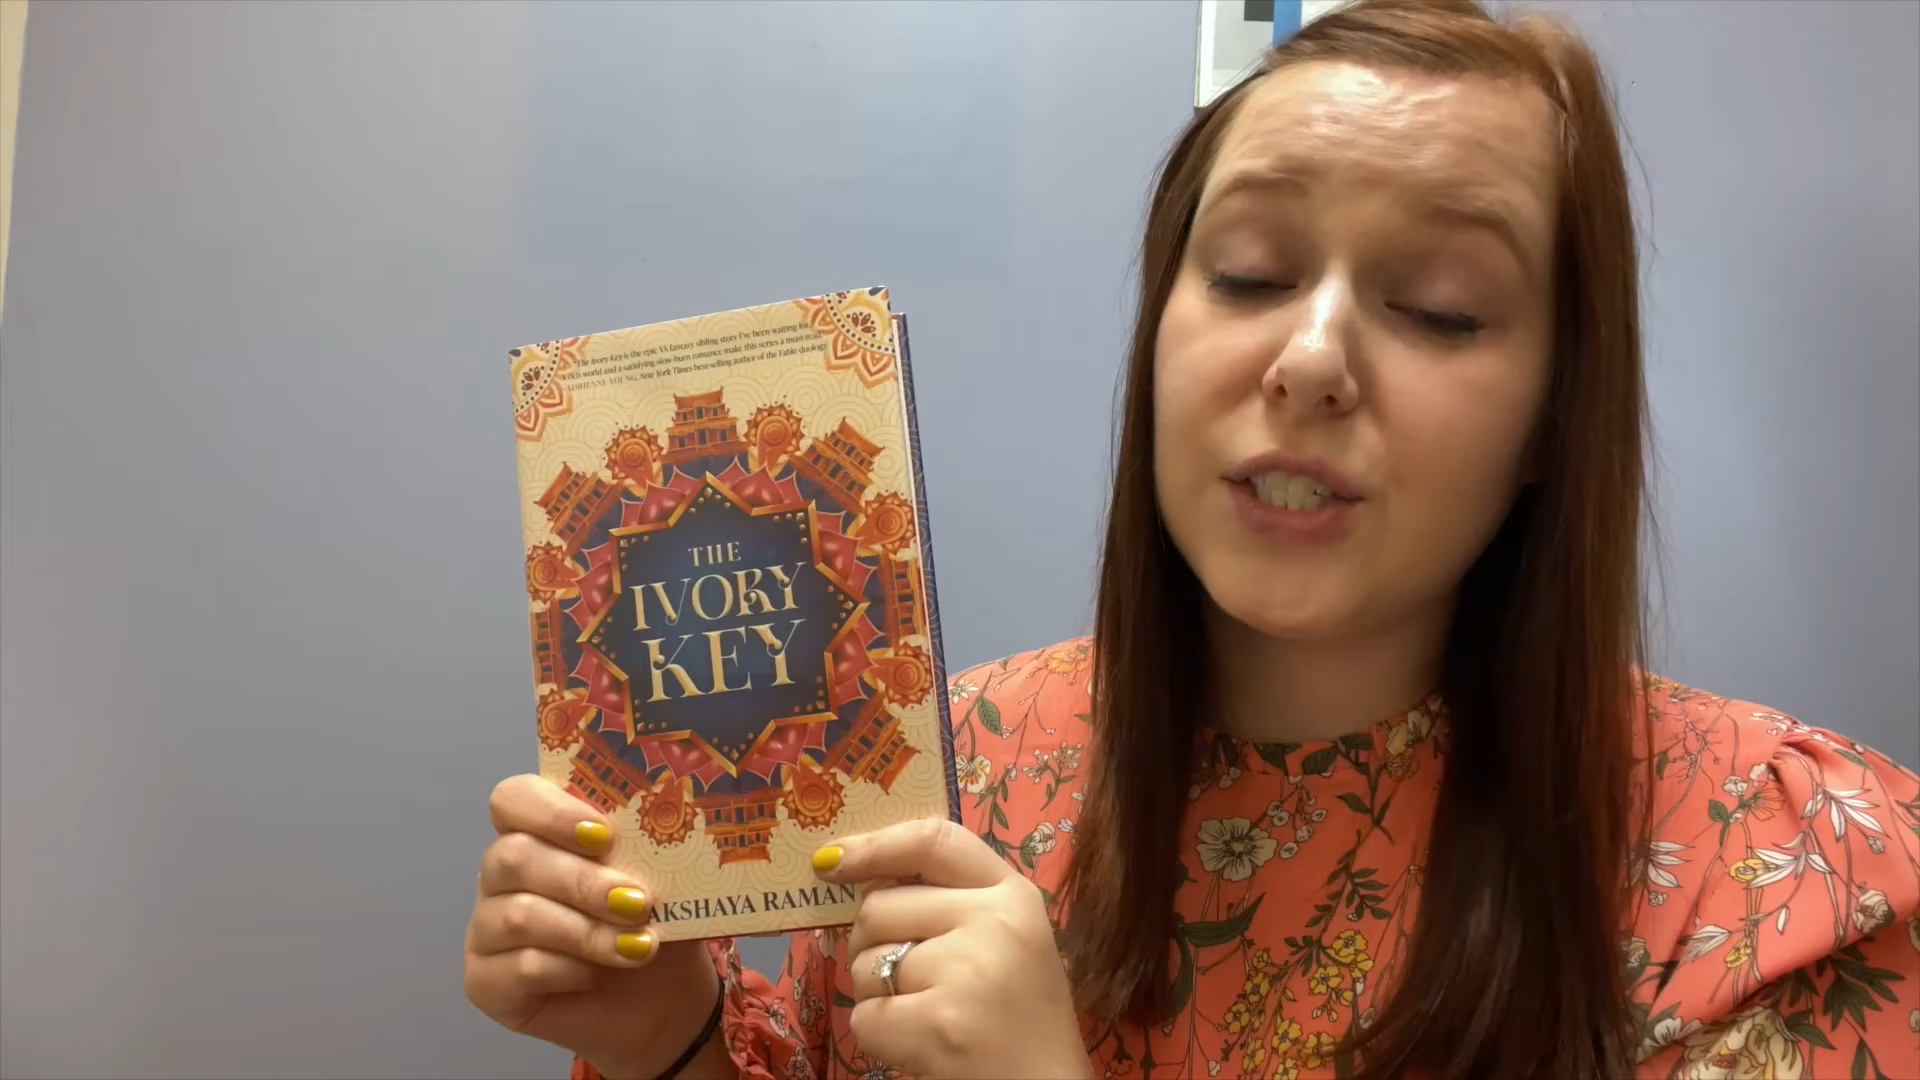 "The Ivory Key is the epic YA fantasy sibling story I've been waiting for.
A rich world and a satisfying slow-burn romance make this series a must-read."
ADRIENNE YOUNG, New York Times best-selling author of the Fable duology
THE
IVORY
KEY
AKSHAYA RAMAN